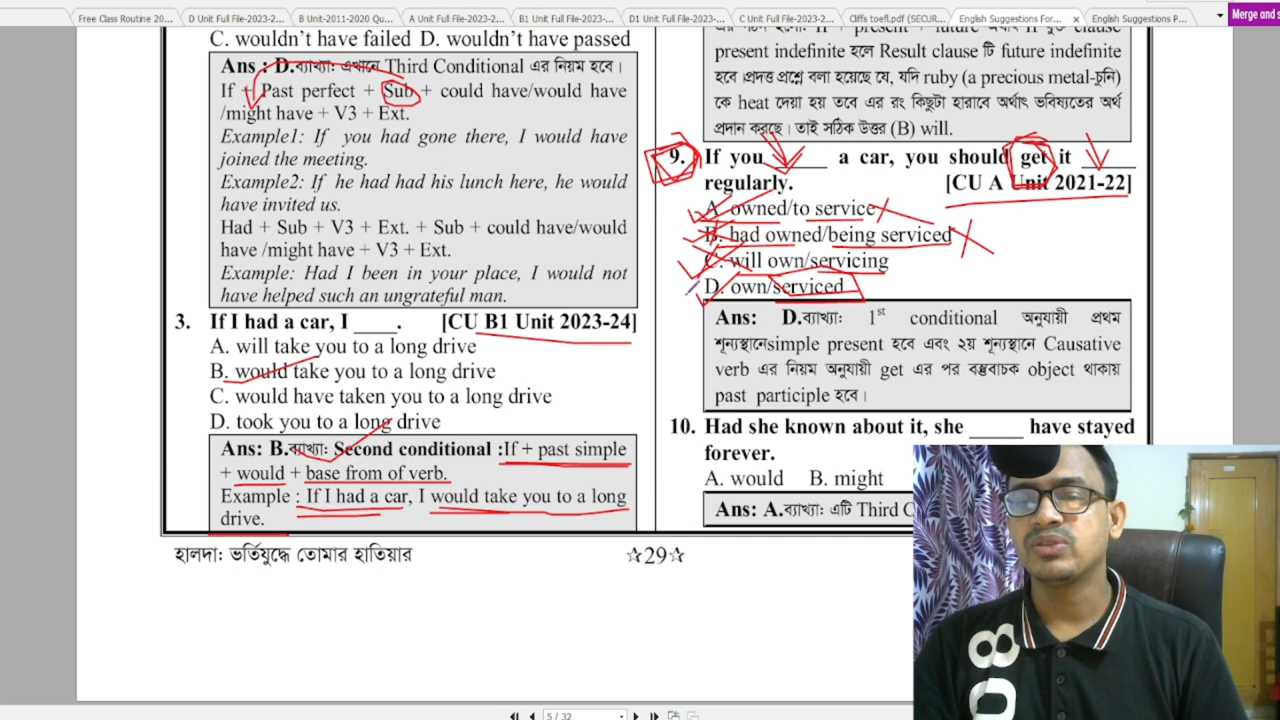 Free Class Routine 20...
D Unit Full File-2023-2...
B Unit-2011-2020 Qu...
A Unit Full File-2023-2...
B1 Unit Full File-2023-...
D1 Unit Full File-2023-...
C Unit Full File-2023-2...
Cliffs toefl.pdf (SECUR...
English Suggestions For...
×
English Suggestions P...
Merge and s
C. wouldn't have failed D. wouldn't have passed
Ans : D.ব্যাখ্যা: এখানে Third Conditional এর নিয়ম হবে।
If + Past perfect + Sub + could have/would have
/might have + V3 + Ext.
Example1: If you had gone there, I would have
joined the meeting.
Example2: If he had had his lunch here, he would
have invited us.
Had + Sub + V3 + Ext. + Sub + could have/would
have /might have + V3 + Ext.
Example: Had I been in your place, I would not
have helped such an ungrateful man.
3. If I had a car, I ____. [CU B1 Unit 2023-24]
A. will take you to a long drive
B. would take you to a long drive
C. would have taken you to a long drive
D. took you to a long drive
Ans: B.ব্যাখ্যা: Second conditional :If + past simple
+ would + base from of verb.
Example : If I had a car, I would take you to a long
drive.
present indefinite হলে Result clause টি future indefinite
হবে প্রদত্ত প্রশ্নে বলা হয়েছে যে, যদি ruby (a precious metal-চুনি)
কে heat দেয়া হয় তবে এর রং কিছুটা হারাবে অর্থাৎ ভবিষ্যতের অর্থ
প্রদান করছে। তাই সঠিক উত্তর (B) will.
9. If you _____ a car, you should get it _____
regularly. [CU A Unit 2021-22]
A. owned/to service
B. had owned/being serviced
C. will own/servicing
D. own/serviced
Ans: D.ব্যাখ্যা: 1st conditional অনুযায়ী প্রথম
শূন্যস্থানেsimple present হবে এবং ২য় শূন্যস্থানে Causative
verb এর নিয়ম অনুযায়ী get এর পর বস্তুবাচক object থাকায়
past participle হবে।
10. Had she known about it, she _____ have stayed
forever.
A. would B. might
Ans: A.ব্যাখ্যা: এটি Third C
হালদা: ভর্তিযুদ্ধে তোমার হাতিয়ার
☆29☆
5 / 32